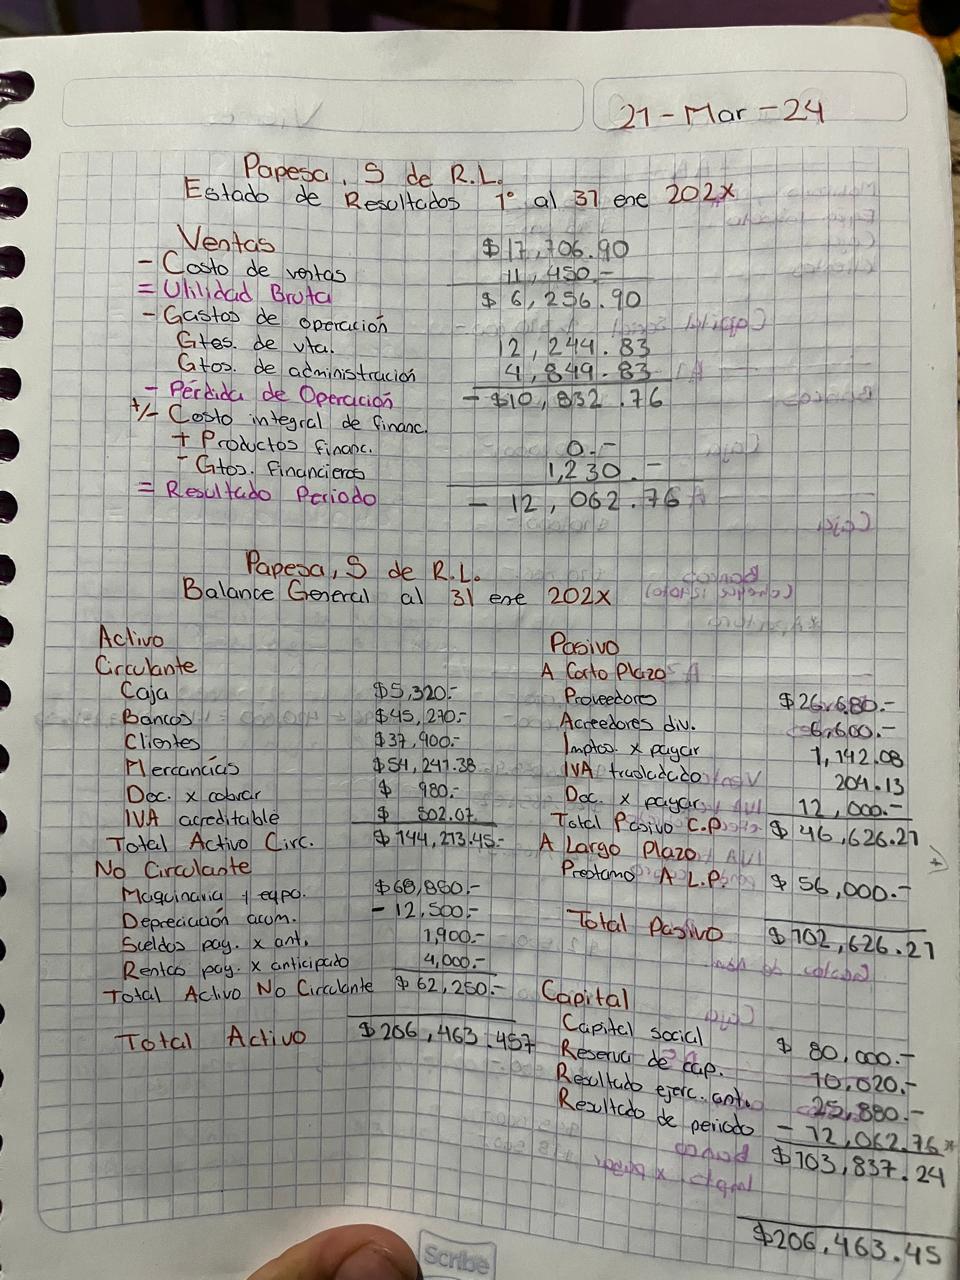 21-Mar-24
Papesa, S de R.L.
Estado de Resultados 1° al 31 ene 202x
Ventas $17,706.90
- Costo de ventas 11,450.-
= Utilidad Bruta $6,256.90
- Gastos de operación
Gtos. de vta. 12,244.83
Gtos. de administración 4,849.83
- Pérdida de Operación - $10,832.76
+/- Costo integral de financ.
+ Productos financ. 0.-
- Gtos. Financieros 1,230.-
= Resultado Periodo - 12,062.76
Papesa, S de R.L.
Balance General al 31 ene 202x
Activo
Circulante
Caja $5,320.-
Bancos $45,270.-
Clientes $37,900.-
Mercancías $54,241.38
Doc. x cobrar $ 980.-
IVA acreditable $ 502.07
Total Activo Circ. $144,213.45.-
No Circulante
Maquinaria y eqpo. $68,850.-
Depreciación acum. - 12,500.-
Sueldos pag. x ant. 1,900.-
Rentas pag. x anticipado 4,000.-
Total Activo No Circulante $62,250.-
Total Activo $206,463.45
Pasivo
A Corto Plazo
Proveedores $26,680.-
Acreedores div. 6,600.-
Imptos. x pagar 1,142.08
IVA trasladado 204.13
Doc. x pagar 12,000.-
Total Pasivo C.P. $46,626.21
A Largo Plazo
Préstamo A L.P. $56,000.-
Total Pasivo $102,626.21
Capital
Capital social $80,000.-
Reserva de cap. 10,020.-
Resultado ejerc. ant. 25,880.-
Resultado de periodo - 12,062.76*
$103,837.24
$206,463.45
Scribe